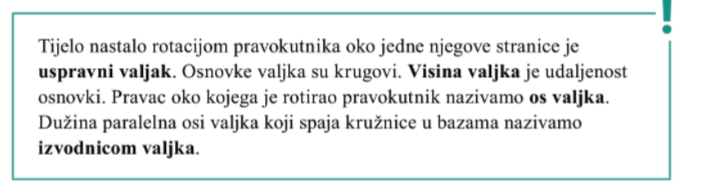 Tijelo nastalo rotacijom pravokutnika oko jedne njegove stranice je
uspravni valjak. Osnovke valjka su krugovi. Visina valjka je udaljenost
osnovki. Pravac oko kojega je rotirao pravokutnik nazivamo os valjka.
Dužina paralelna osi valjka koji spaja kružnice u bazama nazivamo
izvodnicom valjka.
!